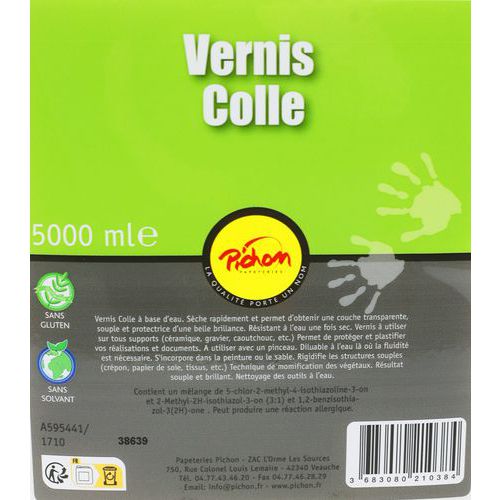 Vernis
Colle
5000 ml℮
Pichon
PAPETERIES
LA QUALITÉ PORTE UN NOM
SANS
GLUTEN
SANS
SOLVANT
Vernis Colle à base d'eau. Sèche rapidement et permet d'obtenir une couche transparente,
souple et protectrice d'une belle brillance. Résistant à l'eau une fois sec. Vernis à utliser
sur tous supports (céramique, gravier, caoutchouc, etc.) Permet de protéger et plastifier
vos réalisations et documents. A utiliser avec un pinceau. Diluable à l'eau là où la fluidité
est nécessaire. S'incorpore dans la peinture ou le sable. Rigidifie les structures souples
(crépon, papier de soie, tissus, etc.) Technique de momification des végétaux. Résultat
souple et brillant. Nettoyage des outils à l'eau.
Contient un mélange de 5-chlor-2-methyl-4-isothiazoline-3-on
et 2-Methyl-2H-isothiazol-3-on (3:1) et 1,2-benzisothia-
zol-3(2H)-one . Peut produire une réaction allergique.
A595441/
1710
38639
FR
Papeteries Pichon - ZAC L'Orme Les Sources
750, Rue Colonel Louis Lemaire - 42340 Veauche
Tél. 04.77.43.46.20 - Fax. 04.77.46.28.29
Email: Info@pichon.fr - www.pichon.fr
3 683080 210384